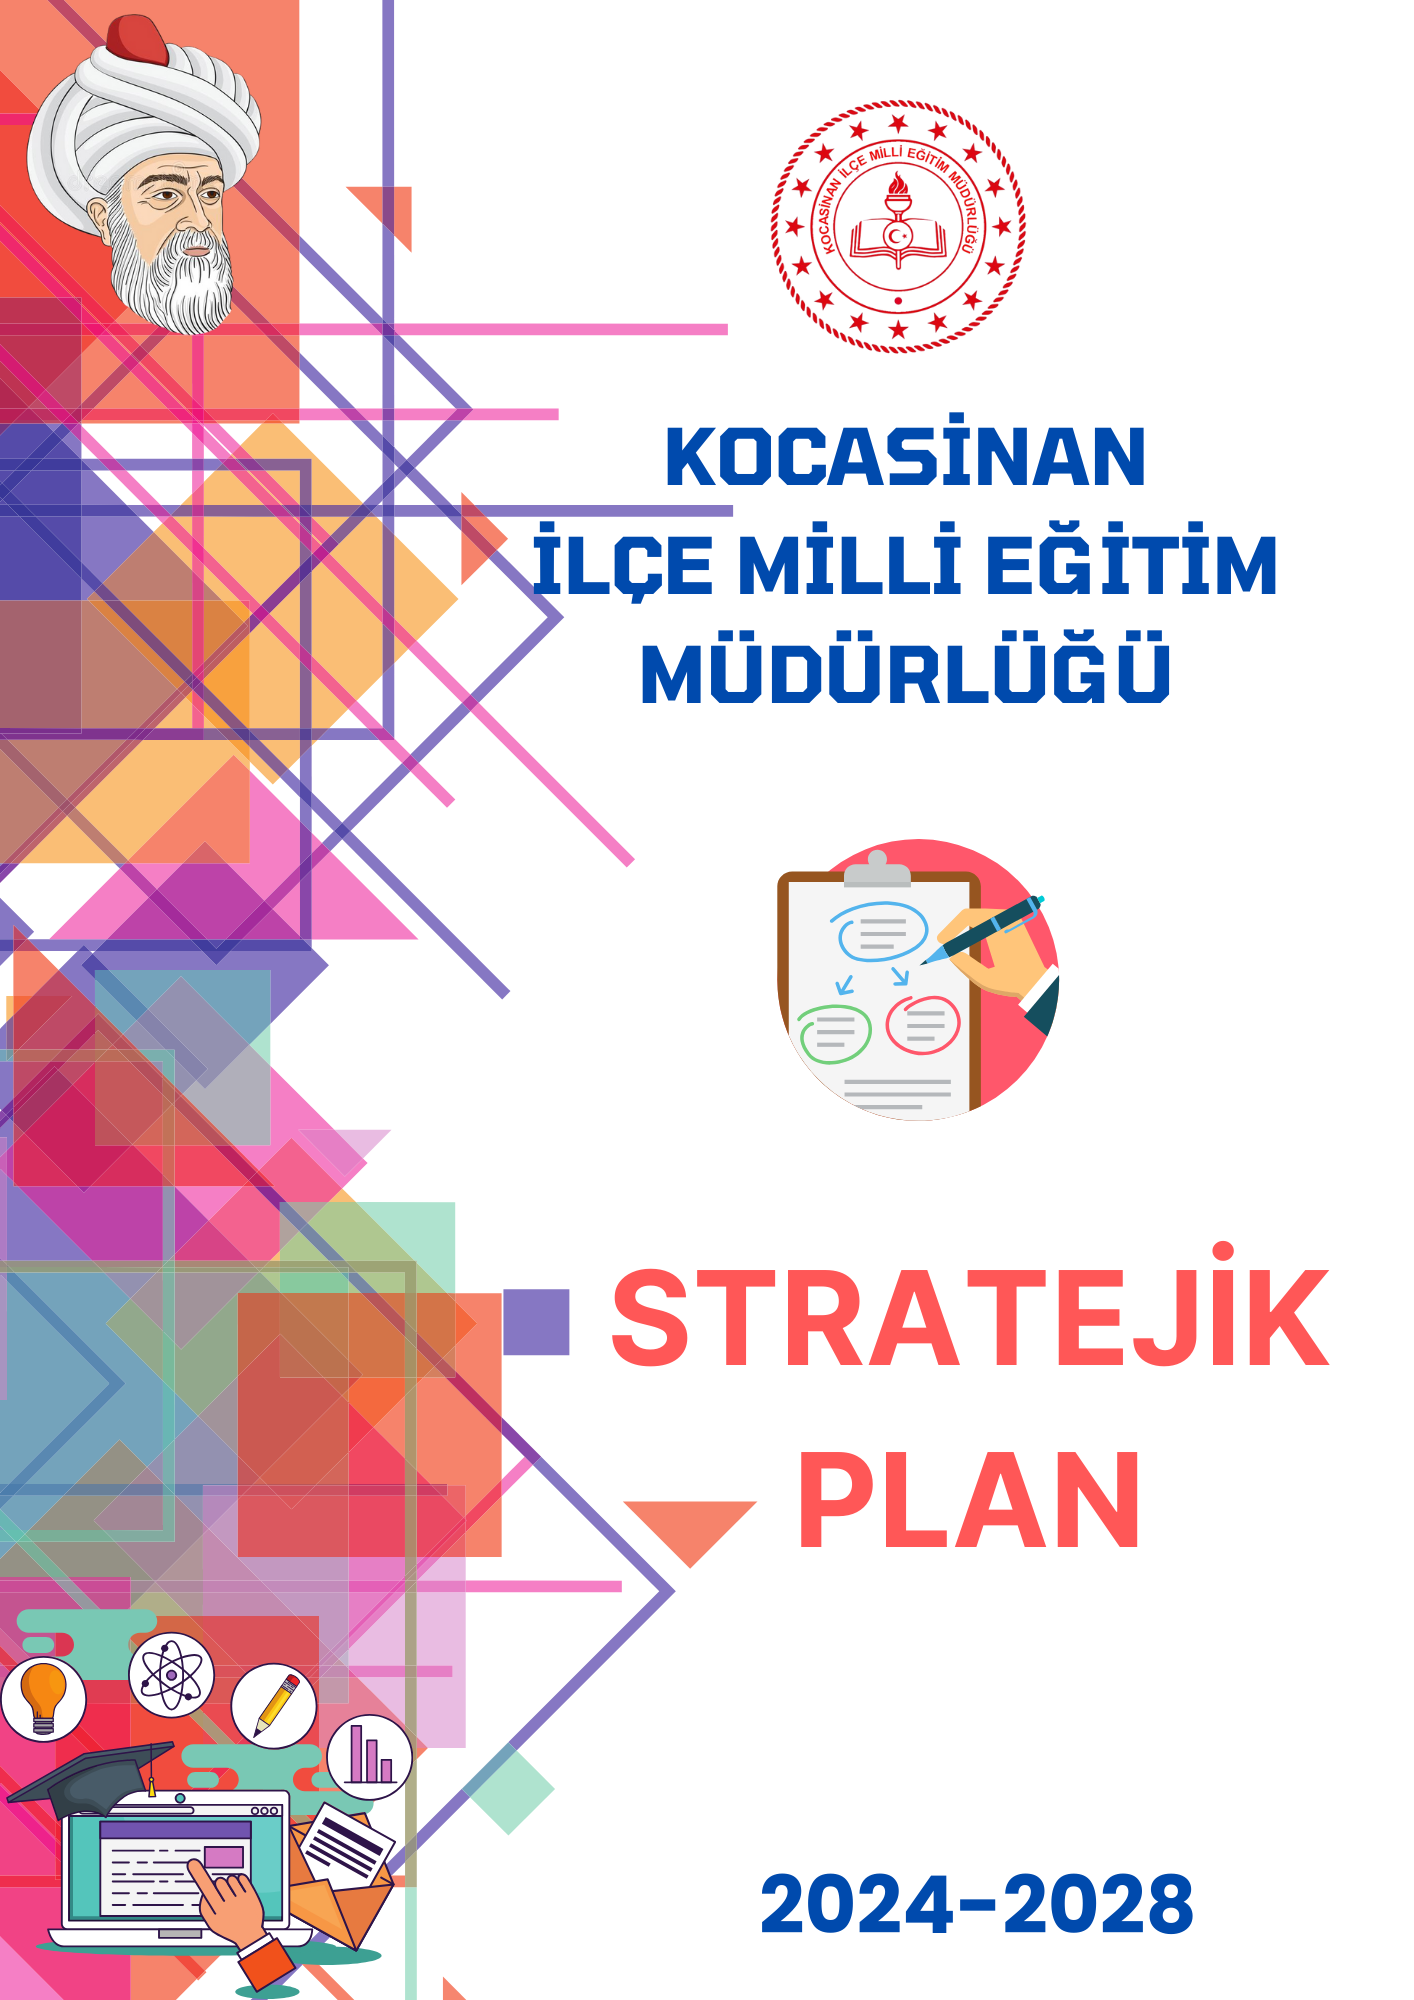 KOCASİNAN İLÇE MİLLİ EĞİTİM MÜDÜRLÜĞÜ
KOCASİNAN
İLÇE MİLLİ EĞİTİM
MÜDÜRLÜĞÜ
STRATEJİK
PLAN
2024-2028